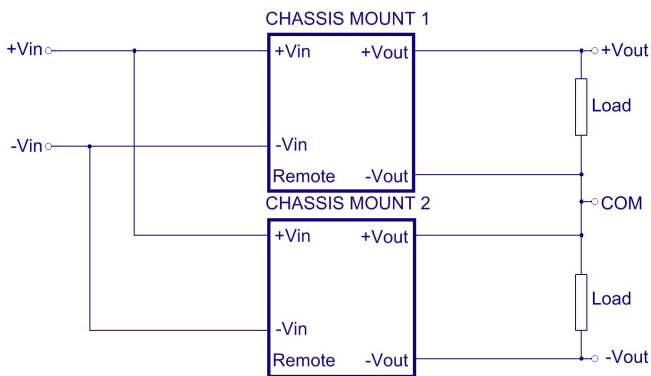 CHASSIS MOUNT 1
+Vin
+Vin
+Vout
+Vout
Load
-Vin
-Vin
Remote
-Vout
CHASSIS MOUNT 2
COM
+Vin
+Vout
-Vin
Load
Remote
-Vout
-Vout